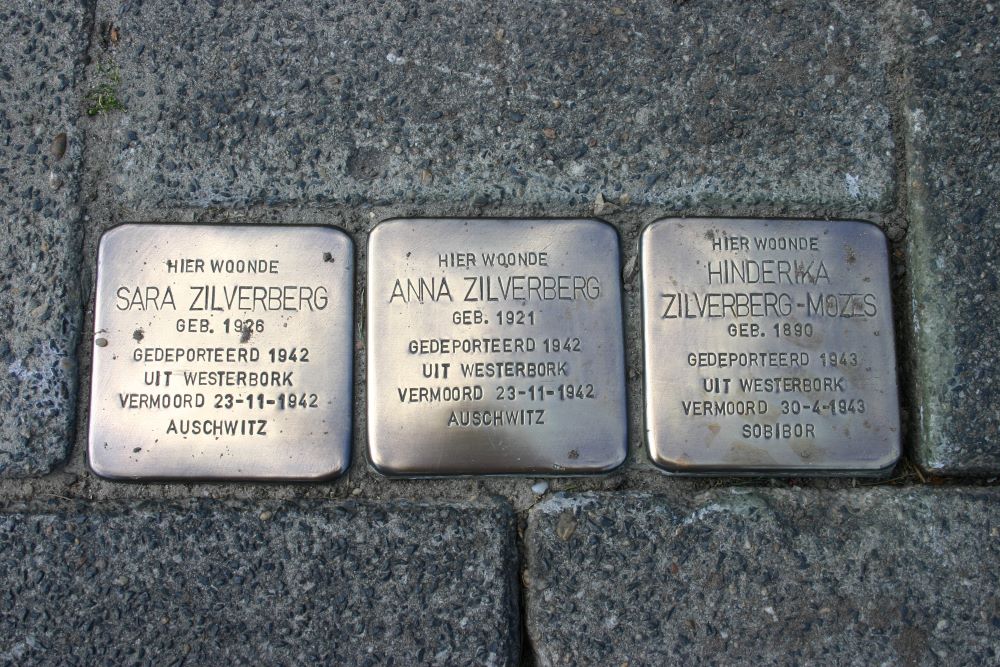 HIER WOONDE
SARA ZILVERBERG
GEB. 1926
GEDEPORTEERD 1942
UIT WESTERBORK
VERMOORD 23-11-1942
AUSCHWITZ
HIER WOONDE
ANNA ZILVERBERG
GEB. 1921
GEDEPORTEERD 1942
UIT WESTERBORK
VERMOORD 23-11-1942
AUSCHWITZ
HIER WOONDE
HINDERIKA
ZILVERBERG-MOZES
GEB. 1890
GEDEPORTEERD 1943
UIT WESTERBORK
VERMOORD 30-4-1943
SOBIBOR